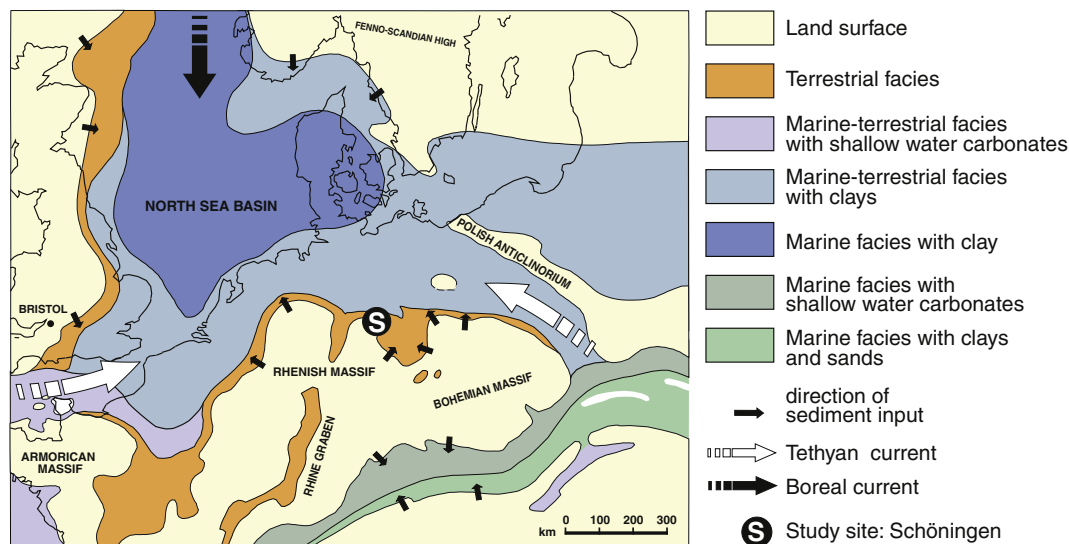 FENNO-SCANDIAN HIGH
NORTH SEA BASIN
POLISH ANTICLINORIUM
BRISTOL
S
RHENISH MASSIF
BOHEMIAN MASSIF
ARMORICAN
MASSIF
RHINE GRABEN
km 0 100 200 300
Land surface
Terrestrial facies
Marine-terrestrial facies
with shallow water carbonates
Marine-terrestrial facies
with clays
Marine facies with clay
Marine facies with
shallow water carbonates
Marine facies with clays
and sands
direction of
sediment input
Tethyan current
Boreal current
S Study site: Schöningen